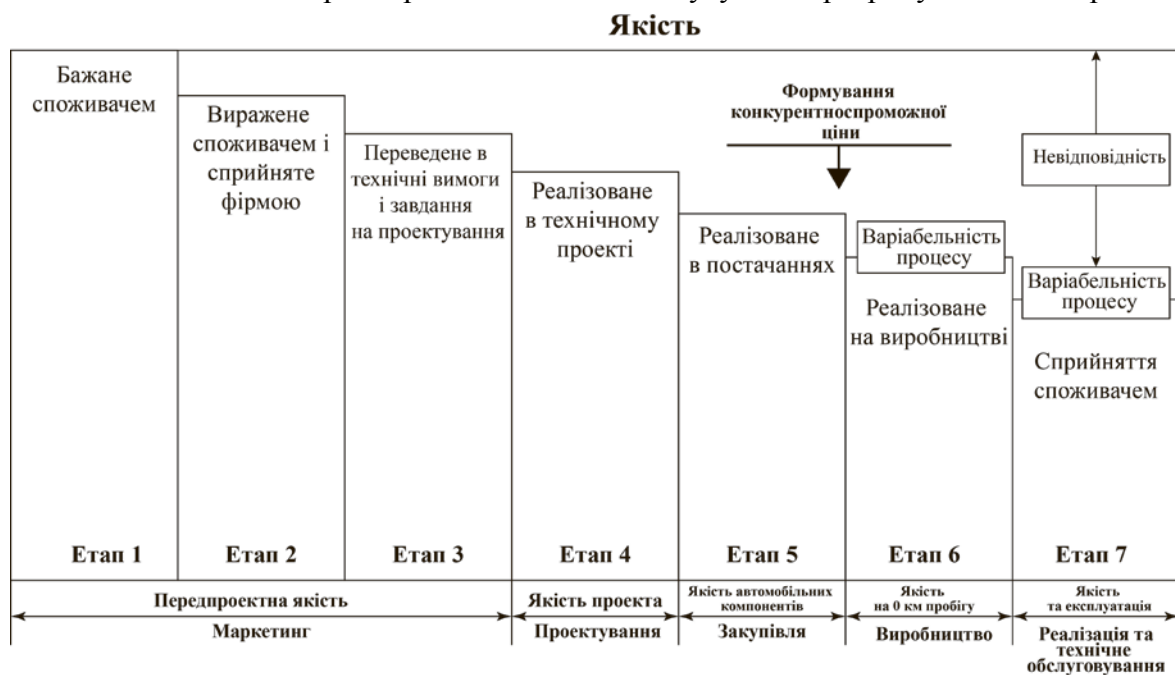 Якість
Бажане
споживачем
Виражене
споживачем і
сприйняте
фірмою
Переведене в
технічні вимоги
і завдання
на проектування
Реалізоване
в технічному
проекті
Формування
конкурентноспроможної
ціни
Реалізоване
в постачаннях
Варіабельність
процесу
Реалізоване
на виробництві
Невідповідність
Варіабельність
процесу
Сприйняття
споживачем
Етап 1
Етап 2
Етап 3
Етап 4
Етап 5
Етап 6
Етап 7
Передпроектна якість
Маркетинг
Якість проекта
Проектування
Якість автомобільних
компонентів
Закупівля
Якість
на 0 км пробігу
Виробництво
Якість
та експлуатація
Реалізація та
технічне
обслуговування